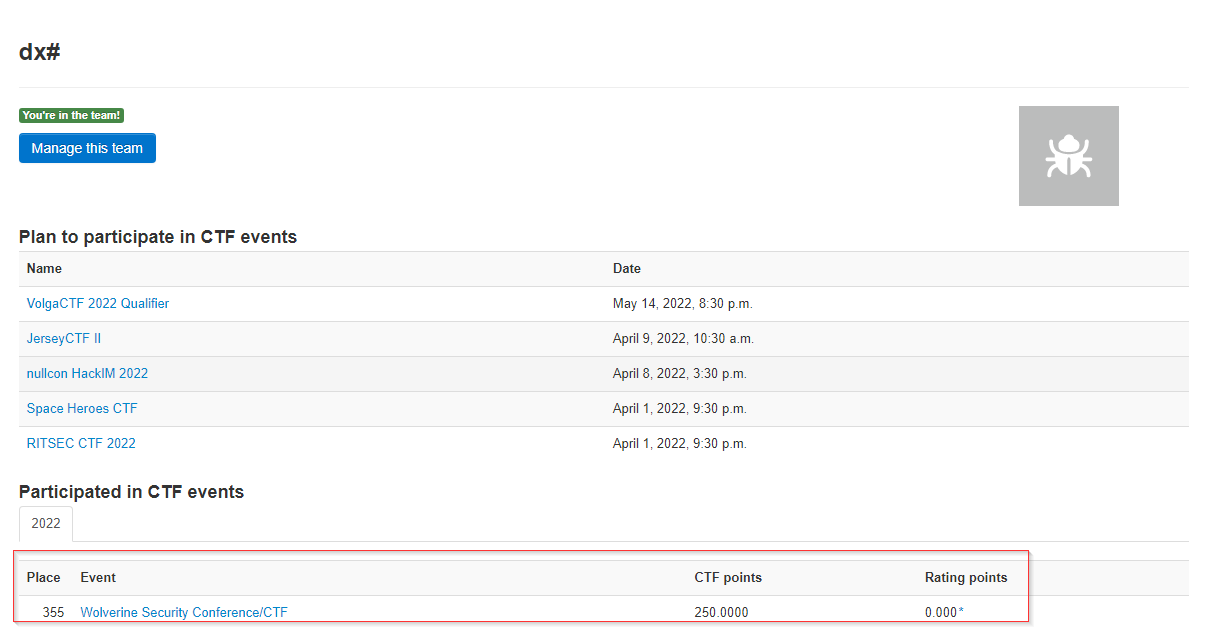 dx#
You're in the team!
Manage this team
Plan to participate in CTF events
Name Date
VolgaCTF 2022 Qualifier May 14, 2022, 8:30 p.m.
JerseyCTF II April 9, 2022, 10:30 a.m.
nullcon HackIM 2022 April 8, 2022, 3:30 p.m.
Space Heroes CTF April 1, 2022, 9:30 p.m.
RITSEC CTF 2022 April 1, 2022, 9:30 p.m.
Participated in CTF events
2022
Place Event CTF points Rating points
355 Wolverine Security Conference/CTF 250.0000 0.000*